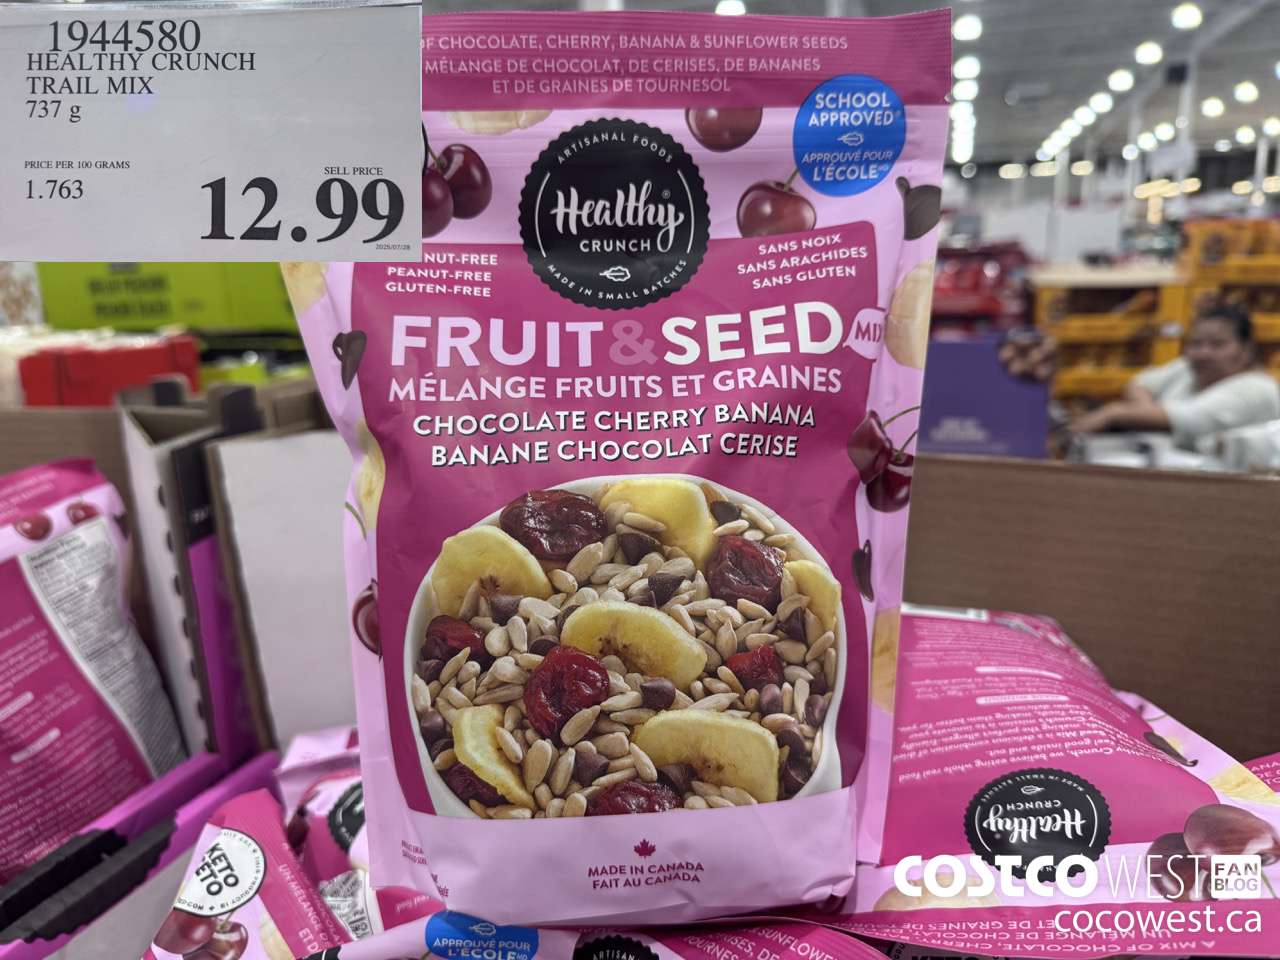 1944580
HEALTHY CRUNCH
TRAIL MIX
737 g
PRICE PER 100 GRAMS
1.763
SELL PRICE
12.99
2025/07/28
OF CHOCOLATE, CHERRY, BANANA & SUNFLOWER SEEDS
MÉLANGE DE CHOCOLAT, DE CERISES, DE BANANES
ET DE GRAINES DE TOURNESOL
SCHOOL
APPROVED
APPROUVÉ POUR
L'ÉCOLE
ARTISANAL FOODS
Healthy
CRUNCH
MADE IN SMALL BATCHES
NUT-FREE
PEANUT-FREE
GLUTEN-FREE
SANS NOIX
SANS ARACHIDES
SANS GLUTEN
FRUIT & SEED MIX
MÉLANGE FRUITS ET GRAINES
CHOCOLATE CHERRY BANANA
BANANE CHOCOLAT CERISE
MADE IN CANADA
FAIT AU CANADA
KETO
CETO
APPROUVÉ POUR
L'ÉCOLE
Healthy
CRUNCH
COSTCO WEST FAN BLOG
cocowest.ca